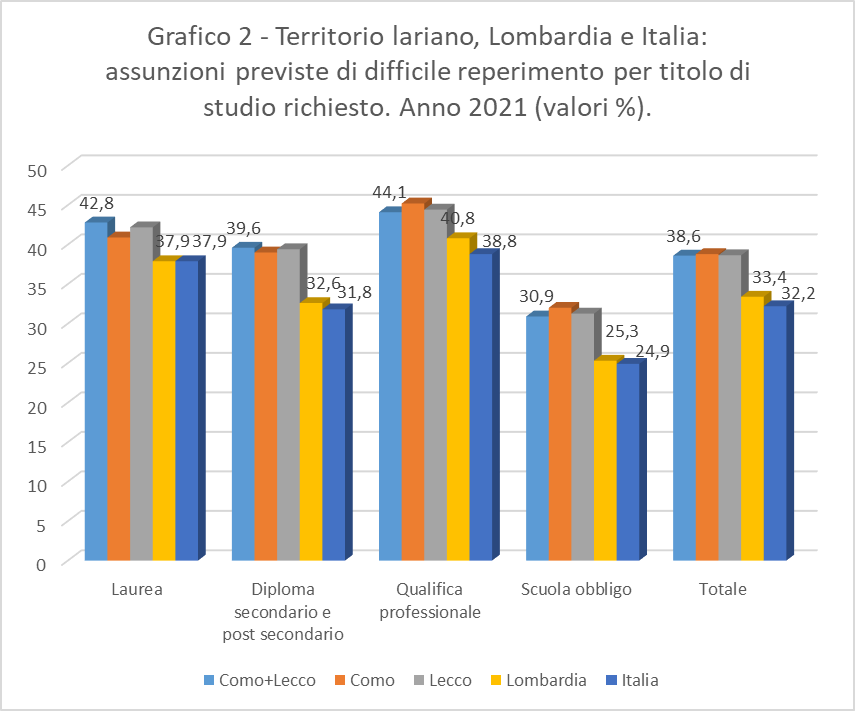 Grafico 2 - Territorio lariano, Lombardia e Italia:
assunzioni previste di difficile reperimento per titolo di
studio richiesto. Anno 2021 (valori %).
50
45
40
35
30
25
20
15
10
5
0
42,8
37,9
37,9
39,6
32,6
31,8
44,1
40,8
38,8
30,9
25,3
24,9
38,6
33,4
32,2
Laurea
Diploma
secondario e
post secondario
Qualifica
professionale
Scuola obbligo
Totale
Como+Lecco
Como
Lecco
Lombardia
Italia